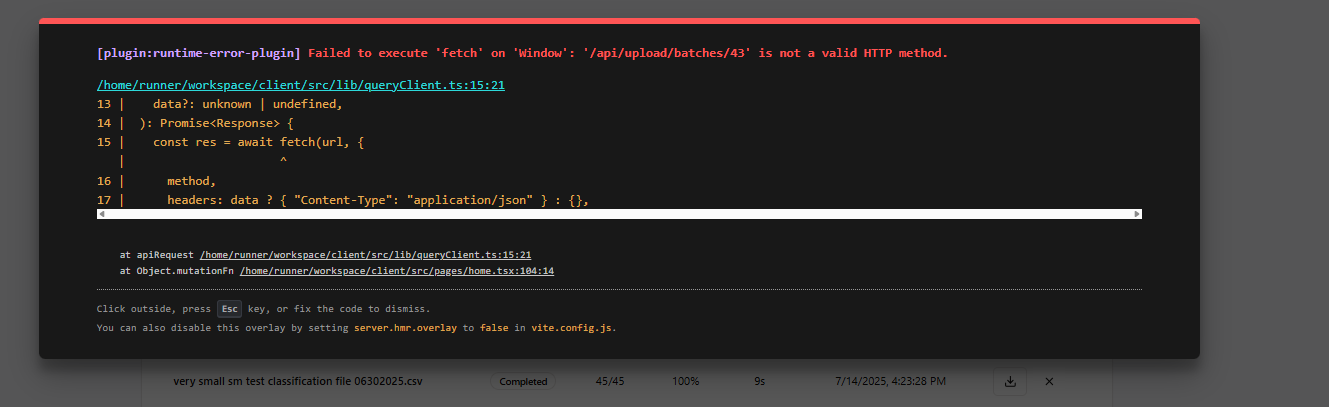 [plugin:runtime-error-plugin] Failed to execute 'fetch' on 'Window': '/api/upload/batches/43' is not a valid HTTP method.
/home/runner/workspace/client/src/lib/queryClient.ts:15:21
13 |    data?: unknown | undefined,
14 |  ): Promise<Response> {
15 |    const res = await fetch(url, {
   |                      ^
16 |      method,
17 |      headers: data ? { "Content-Type": "application/json" } : {},
at apiRequest /home/runner/workspace/client/src/lib/queryClient.ts:15:21
at Object.mutationFn /home/runner/workspace/client/src/pages/home.tsx:104:14
Click outside, press Esc key, or fix the code to dismiss.
You can also disable this overlay by setting server.hmr.overlay to false in vite.config.js.
very small sm test classification file 06302025.csv Completed 45/45 100% 9s 7/14/2025, 4:23:28 PM